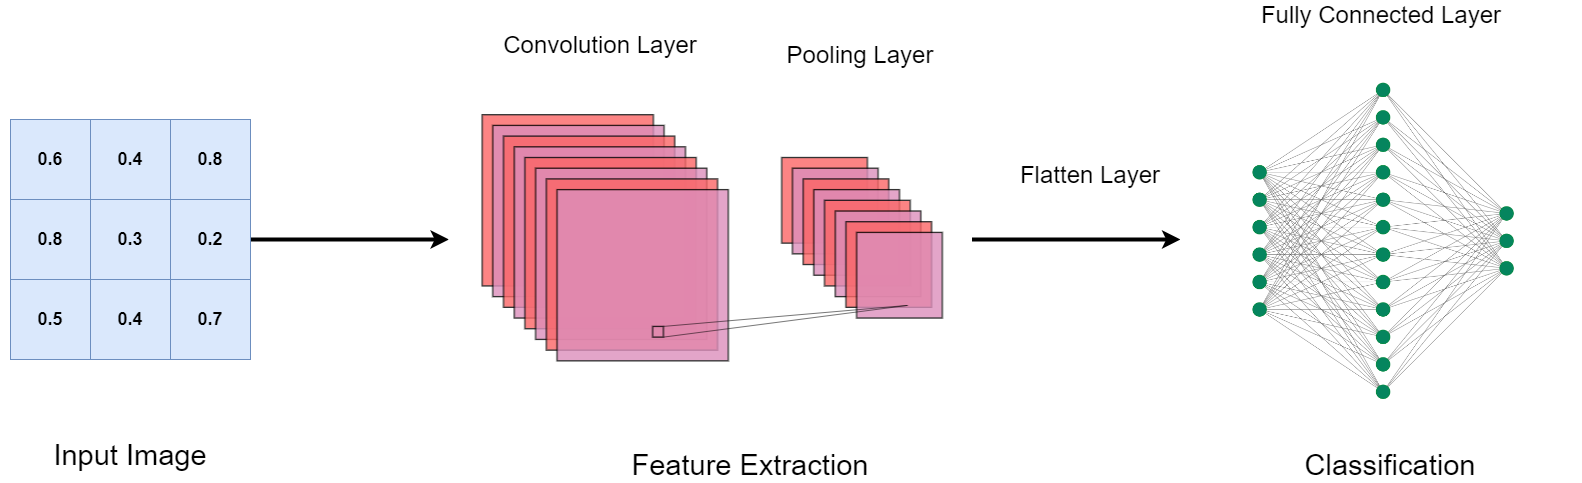 Fully Connected Layer
Convolution Layer
Pooling Layer
0.6 0.4 0.8
Flatten Layer
0.8 0.3 0.2
0.5 0.4 0.7
Input Image
Feature Extraction
Classification